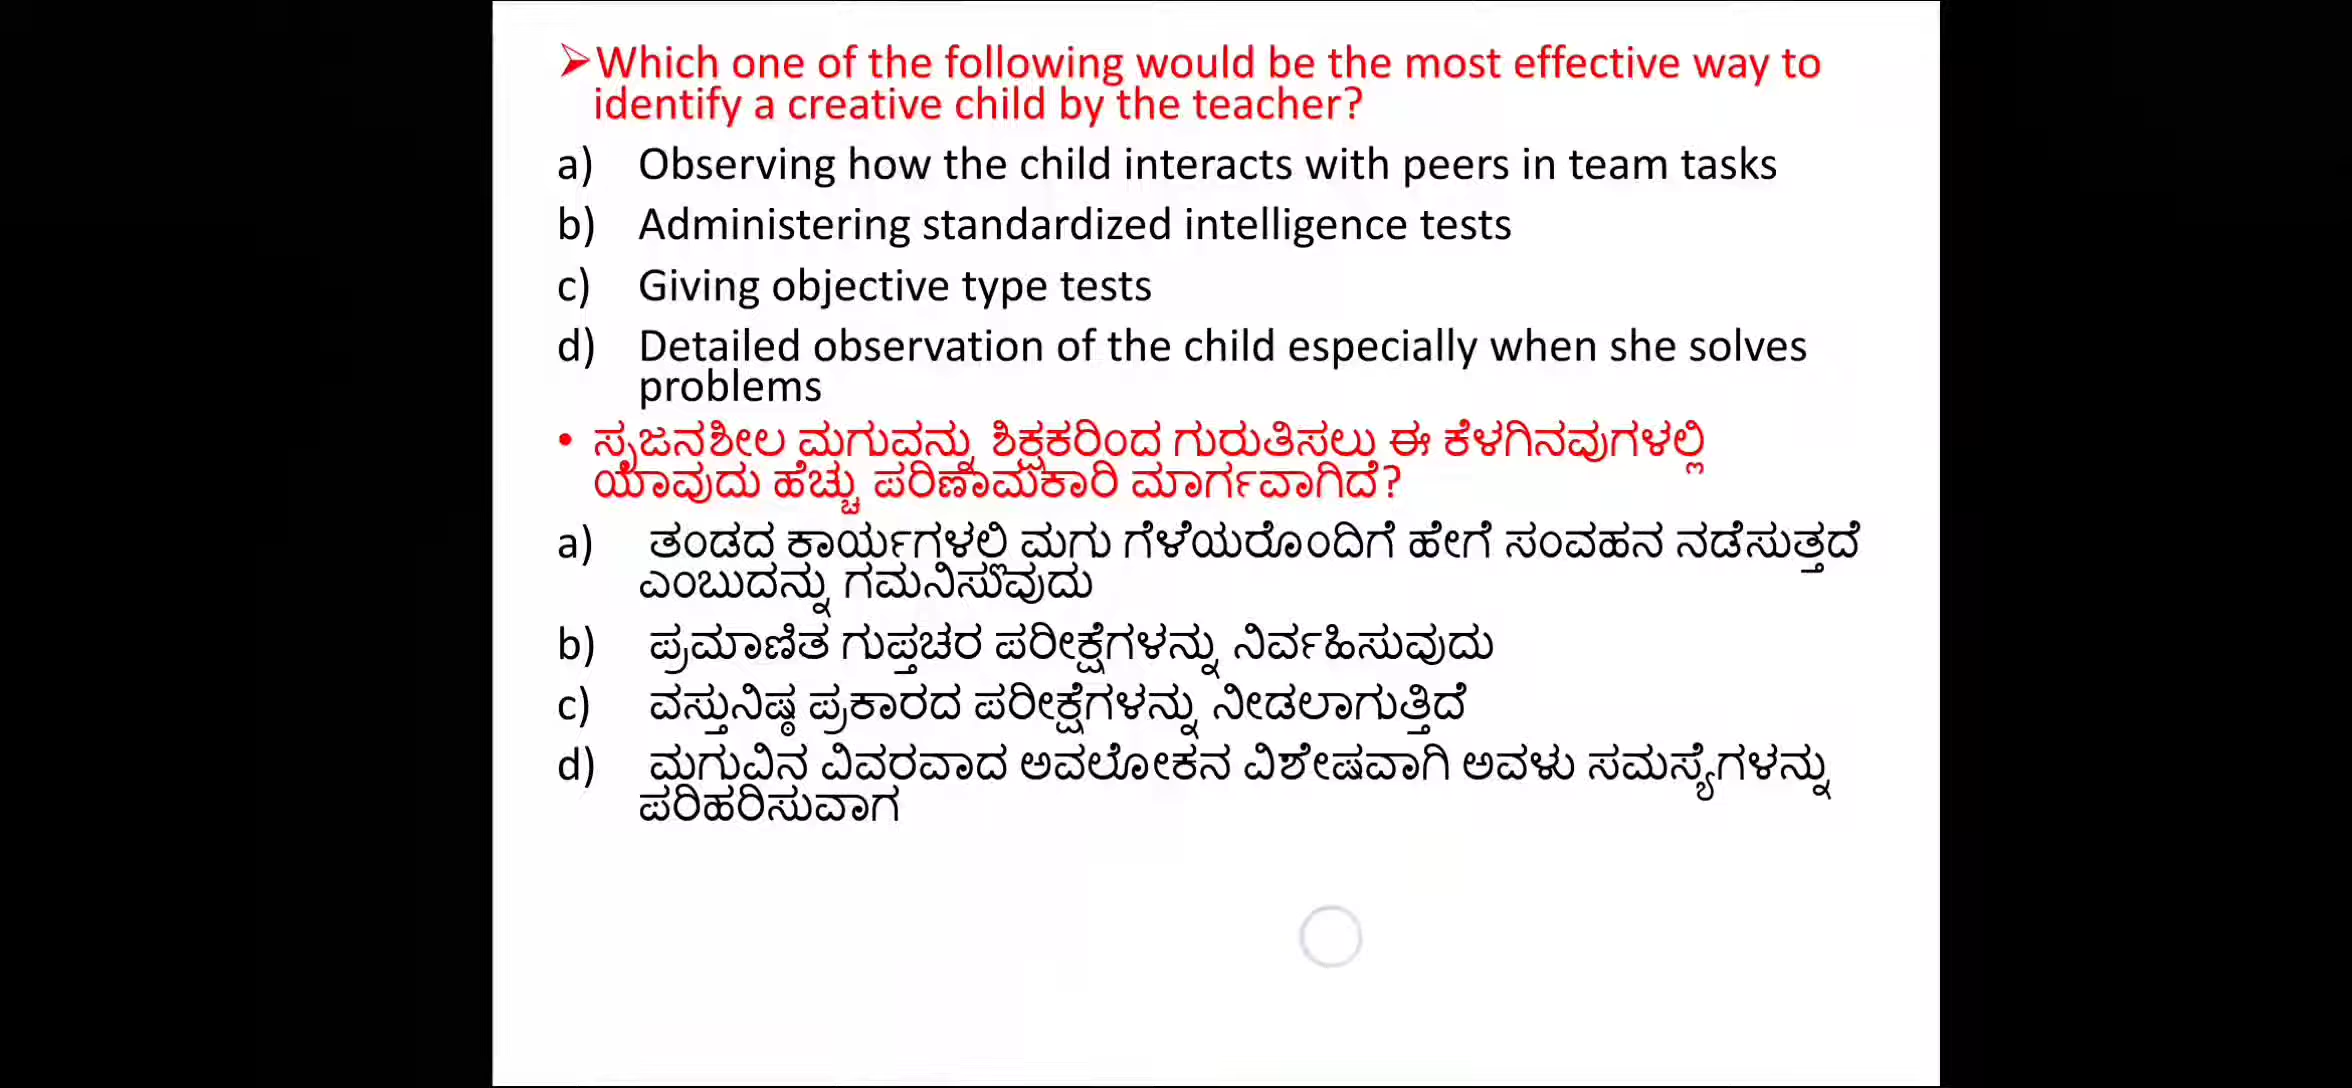 ➢Which one of the following would be the most effective way to
identify a creative child by the teacher?
a) Observing how the child interacts with peers in team tasks
b) Administering standardized intelligence tests
c) Giving objective type tests
d) Detailed observation of the child especially when she solves
problems
• ಸೃಜನಶೀಲ ಮಗುವನ್ನು ಶಿಕ್ಷಕರಿಂದ ಗುರುತಿಸಲು ಈ ಕೆಳಗಿನವುಗಳಲ್ಲಿ
ಯಾವುದು ಹೆಚ್ಚು ಪರಿಣಾಮಕಾರಿ ಮಾರ್ಗವಾಗಿದೆ?
a) ತಂಡದ ಕಾರ್ಯಗಳಲ್ಲಿ ಮಗು ಗೆಳೆಯರೊಂದಿಗೆ ಹೇಗೆ ಸಂವಹನ ನಡೆಸುತ್ತದೆ
ಎಂಬುದನ್ನು ಗಮನಿಸುವುದು
b) ಪ್ರಮಾಣಿತ ಗುಪ್ತಚರ ಪರೀಕ್ಷೆಗಳನ್ನು ನಿರ್ವಹಿಸುವುದು
c) ವಸ್ತುನಿಷ್ಠ ಪ್ರಕಾರದ ಪರೀಕ್ಷೆಗಳನ್ನು ನೀಡಲಾಗುತ್ತಿದೆ
d) ಮಗುವಿನ ವಿವರವಾದ ಅವಲೋಕನ ವಿಶೇಷವಾಗಿ ಅವಳು ಸಮಸ್ಯೆಗಳನ್ನು
ಪರಿಹರಿಸುವಾಗ